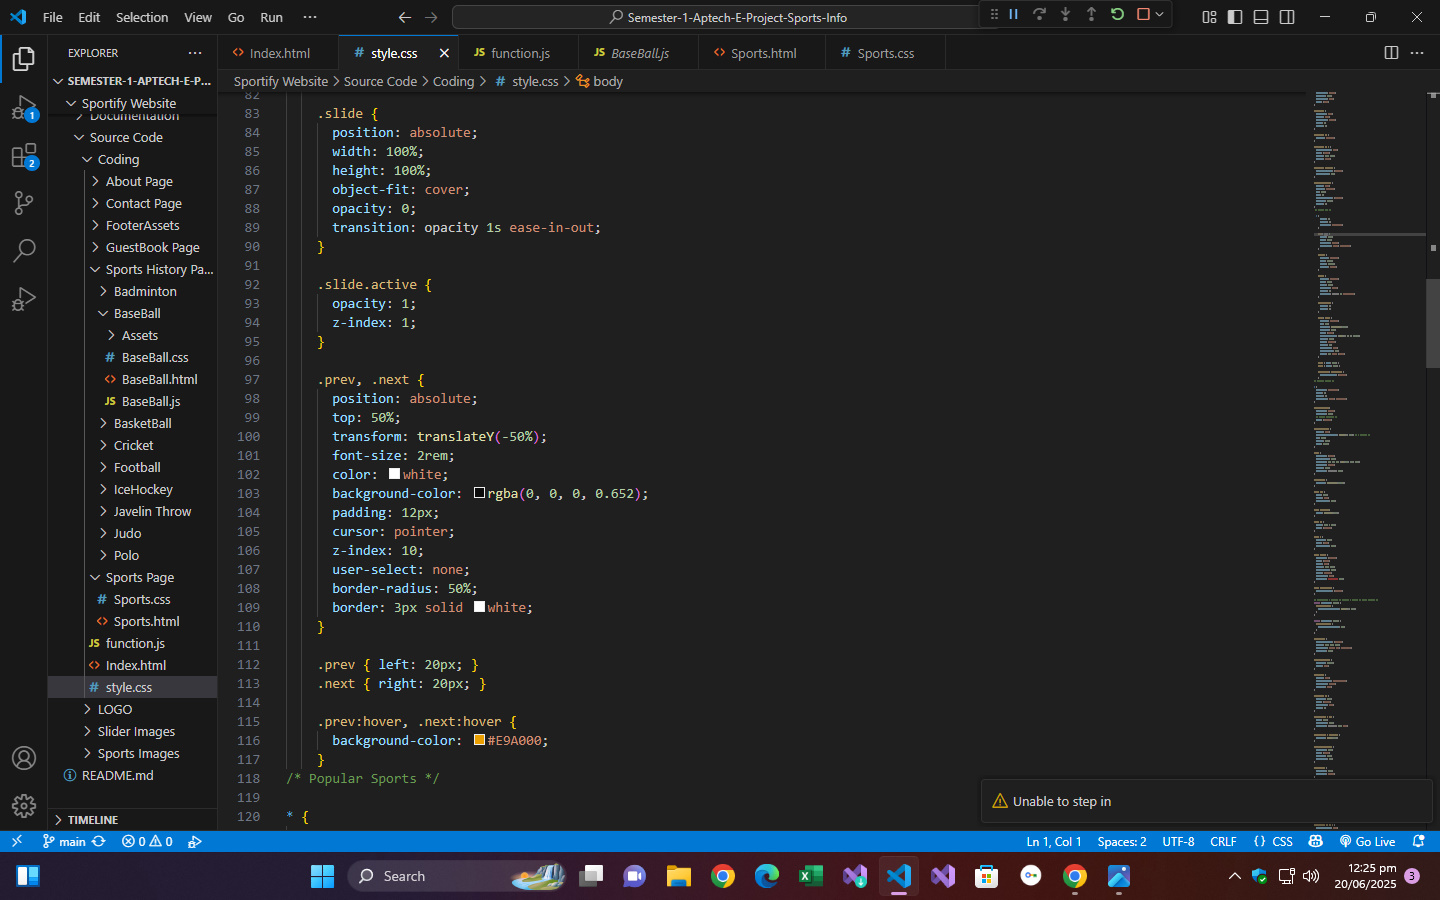 File Edit Selection View Go Run ···
Semester-1-Aptech-E-Project-Sports-Info
EXPLORER
Index.html
style.css
JS function.js
JS BaseBall.js
Sports.html
Sports.css
SEMESTER-1-APTECH-E-P...
Sportify Website
Documentation
Source Code
Coding
About Page
Contact Page
FooterAssets
GuestBook Page
Sports History Pa...
Badminton
BaseBall
Assets
BaseBall.css
BaseBall.html
JS BaseBall.js
BasketBall
Cricket
Football
IceHockey
Javelin Throw
Judo
Polo
Sports Page
Sports.css
Sports.html
JS function.js
Index.html
style.css
LOGO
Slider Images
Sports Images
README.md
TIMELINE
1
2
Sportify Website > Source Code > Coding > # style.css > body
82
83 .slide {
84 position: absolute;
85 width: 100%;
86 height: 100%;
87 object-fit: cover;
88 opacity: 0;
89 transition: opacity 1s ease-in-out;
90 }
91
92 .slide.active {
93 opacity: 1;
94 z-index: 1;
95 }
96
97 .prev, .next {
98 position: absolute;
99 top: 50%;
100 transform: translateY(-50%);
101 font-size: 2rem;
102 color: white;
103 background-color: rgba(0, 0, 0, 0.652);
104 padding: 12px;
105 cursor: pointer;
106 z-index: 10;
107 user-select: none;
108 border-radius: 50%;
109 border: 3px solid white;
110 }
111
112 .prev { left: 20px; }
113 .next { right: 20px; }
114
115 .prev:hover, .next:hover {
116 background-color: #E9A000;
117 }
118 /* Popular Sports */
119
120 * {
Unable to step in
main 0 0 Ln 1, Col 1 Spaces: 2 UTF-8 CRLF {} CSS Go Live
Search
12:25 pm
20/06/2025
3